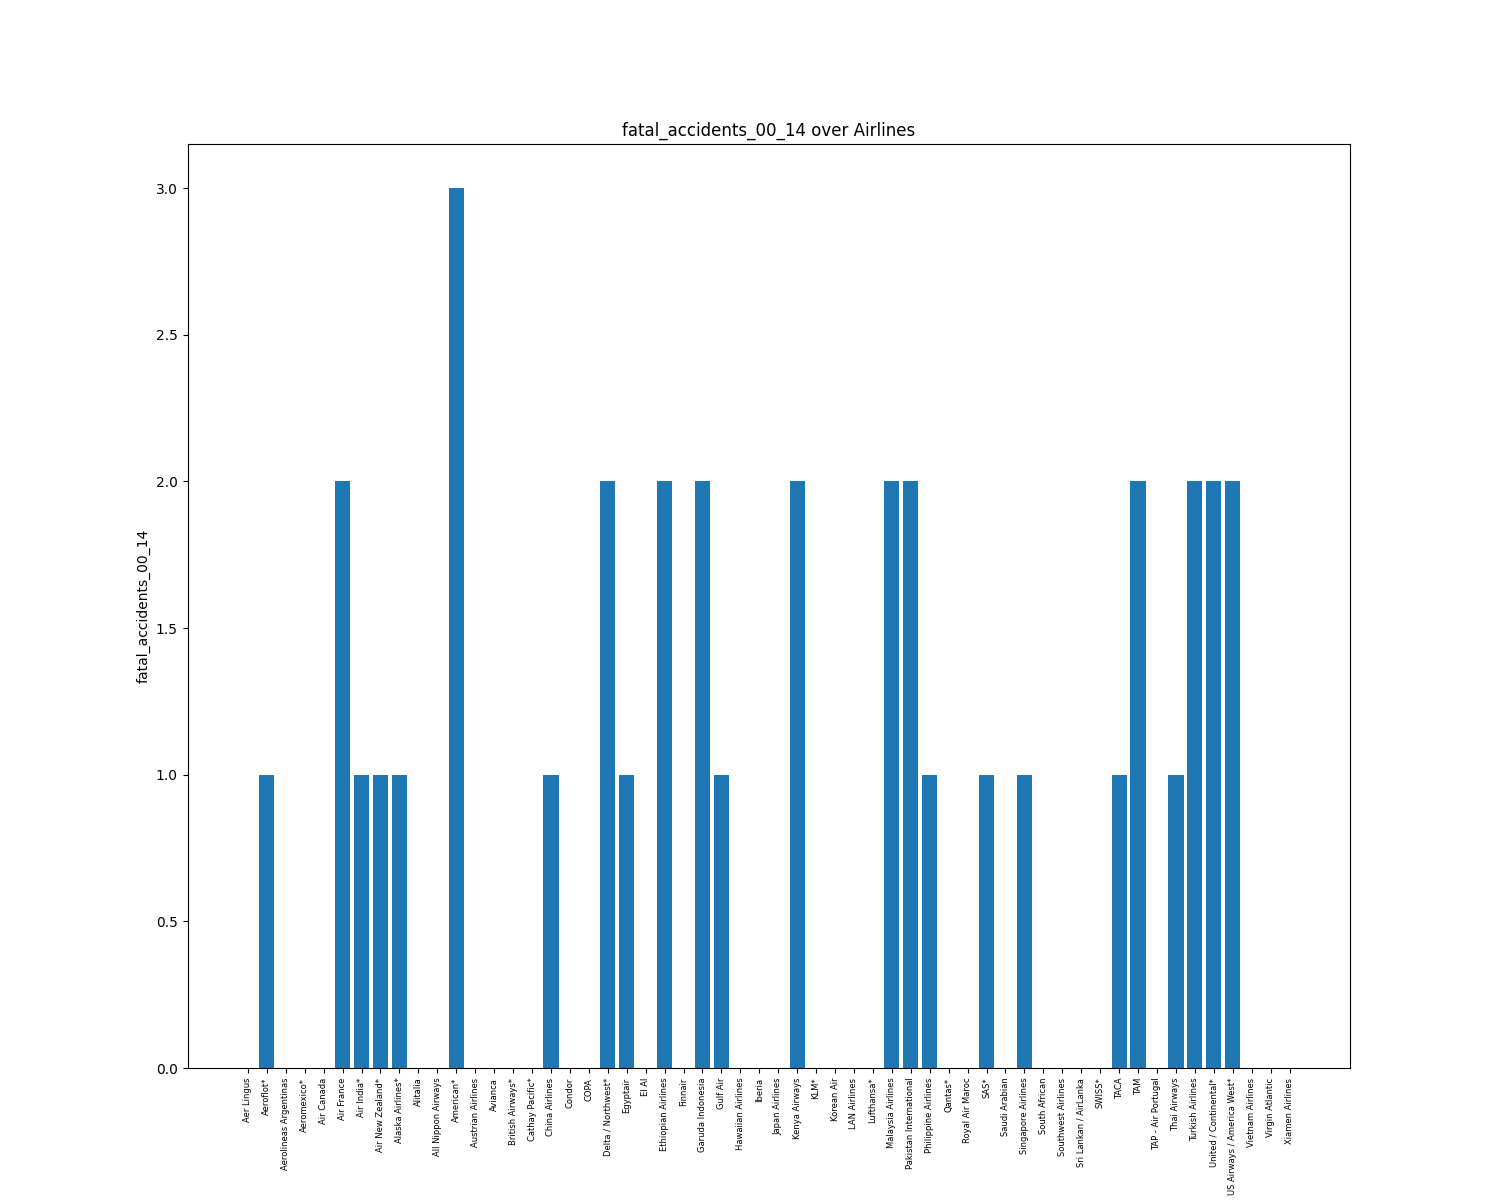 fatal_accidents_00_14 over Airlines
fatal_accidents_00_14
3.0
2.5
2.0
1.5
1.0
0.5
0.0
Aer Lingus
Aeroflot*
Aerolineas Argentinas
Aeromexico*
Air Canada
Air France
Air India*
Air New Zealand*
Alaska Airlines*
Alitalia
All Nippon Airways
American*
Austrian Airlines
Avianca
British Airways*
Cathay Pacific*
China Airlines
Condor
COPA
Delta / Northwest*
Egyptair
El Al
Ethiopian Airlines
Finnair
Garuda Indonesia
Gulf Air
Hawaiian Airlines
Iberia
Japan Airlines
Kenya Airways
KLM*
Korean Air
LAN Airlines
Lufthansa*
Malaysia Airlines
Pakistan International
Philippine Airlines
Qantas*
Royal Air Maroc
SAS*
Saudi Arabian
Singapore Airlines
South African
Southwest Airlines
Sri Lankan / AirLanka
SWISS*
TACA
TAM
TAP - Air Portugal
Thai Airways
Turkish Airlines
United / Continental*
US Airways / America West*
Vietnam Airlines
Virgin Atlantic
Xiamen Airlines